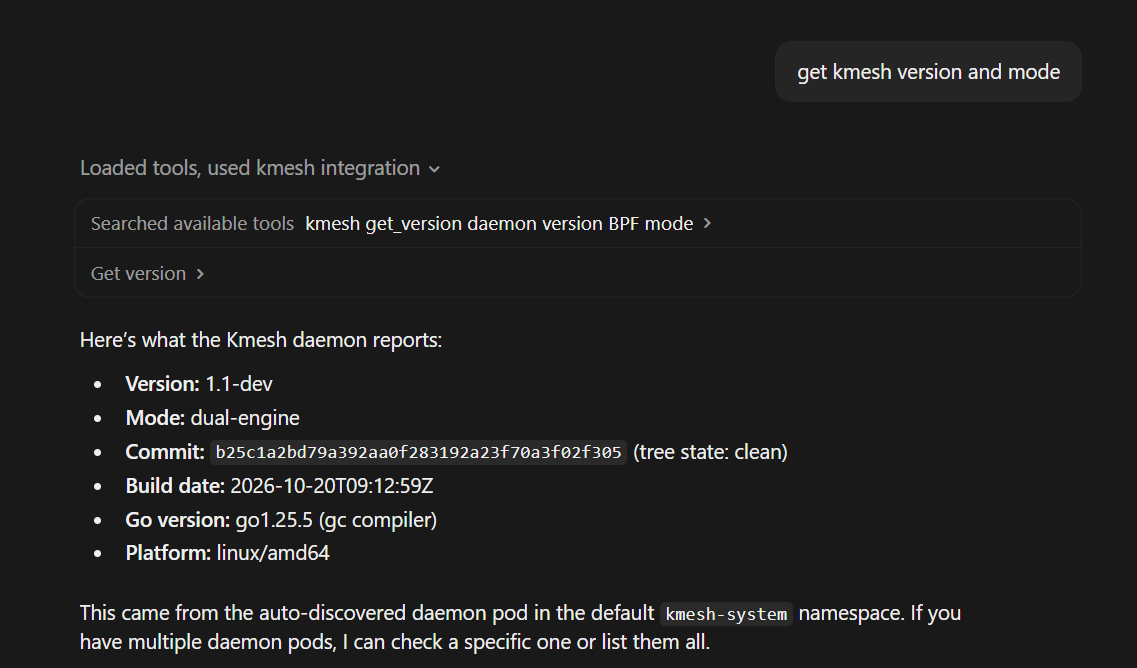 get kmesh version and mode
Loaded tools, used kmesh integration
Searched available tools kmesh get_version daemon version BPF mode
Get version
Here’s what the Kmesh daemon reports:
Version: 1.1-dev
Mode: dual-engine
Commit: b25c1a2bd79a392aa0f283192a23f70a3f02f305 (tree state: clean)
Build date: 2026-10-20T09:12:59Z
Go version: go1.25.5 (gc compiler)
Platform: linux/amd64
This came from the auto-discovered daemon pod in the default kmesh-system namespace. If you
have multiple daemon pods, I can check a specific one or list them all.